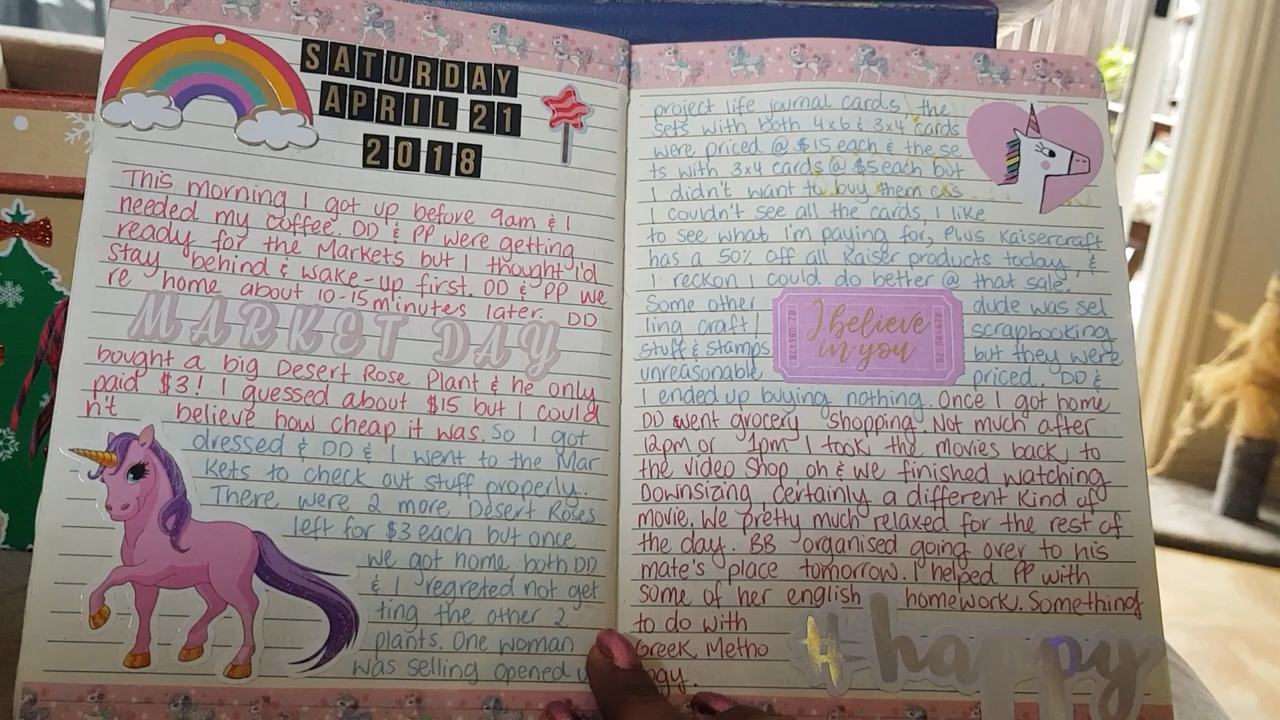 SATURDAY
APRIL 21
2018
This morning I got up before 9am & I
needed my coffee. DD & PP were getting
ready for the Markets but I thought I'd
stay behind & wake-up first. DD & PP we
re home about 10-15 minutes later. DD
MARKET DAY
bought a big Desert Rose Plant & he only
paid $3! I guessed about $15 but I could
n't believe how cheap it was. So I got
dressed & DD & I went to the Mar
kets to check out stuff properly.
There were 2 more Desert Roses
left for $3 each but once
we got home both DD
& I regretted not get
ting the other 2
plants. One woman
was selling opened
project life journal cards, the
sets with both 4x6 & 3x4 cards
were priced @ $15 each & the se
ts with 3x4 cards @ $5 each but
I didn't want to buy them cas
I couldn't see all the cards, I like
to see what I'm paying for, Plus Kaisercraft
has a 50% off all Kaiser products today, &
I reckon I could do better @ that sale.
Some other dude was sel
ling craft, scrapbooking
stuff & stamps but they were
unreasonable priced. DD &
I believe
in you
I ended up buying nothing. Once I got home
DD went grocery shopping. Not much after
12pm or 1pm I took the movies back to
the video shop oh & we finished watching
Downsizing, certainly a different kind of
movie. We pretty much relaxed for the rest of
the day. BB organised going over to his
mate's place tomorrow. I helped PP with
some of her english homework. Something
to do with
Greek Metho
ogy.
#happy